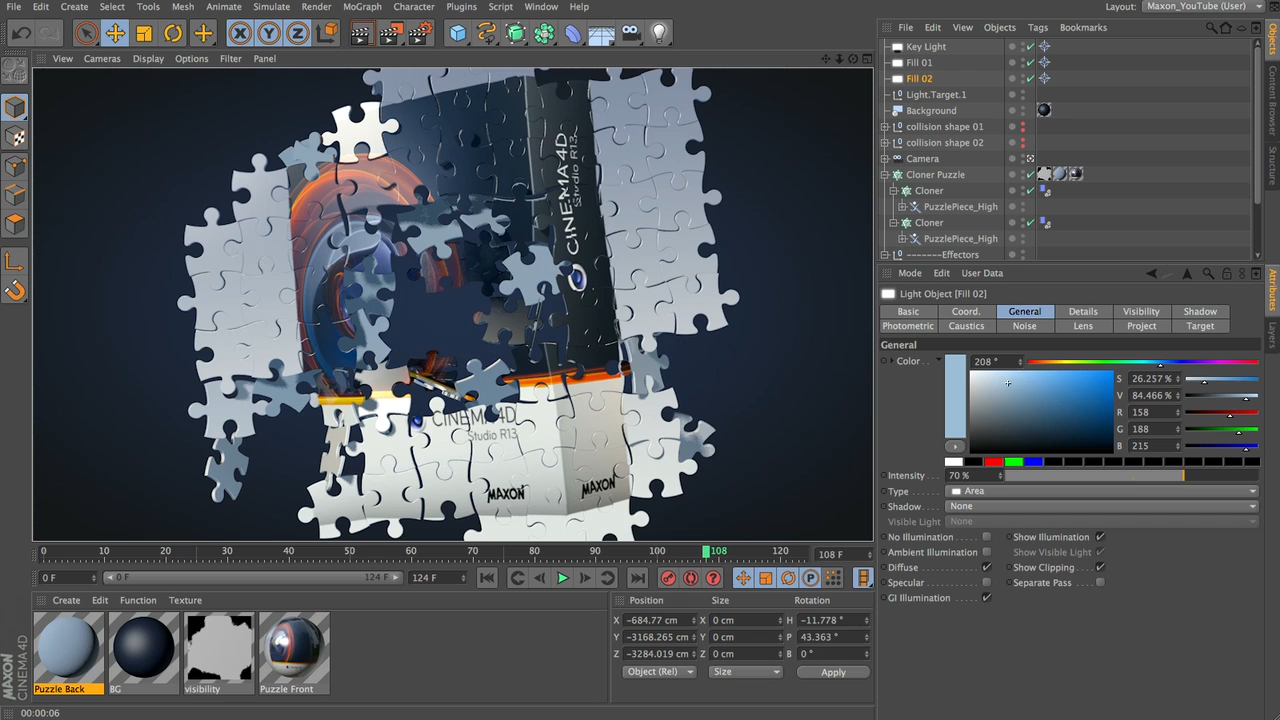 File Edit Create Select Tools Mesh Animate Simulate Render MoGraph Character Plugins Script Window Help Layout: Maxon_YouTube (User)
X Y Z
View Cameras Display Options Filter Panel
CINEMA 4D
Studio R13
CINEMA 4D
Studio R13
MAXON MAXON
0 10 20 30 40 50 60 70 80 90 100 108 120 108 F
0 F 0 F 124 F 124 F
P
Create Edit Function Texture
Puzzle Back BG visibility Puzzle Front
MAXON
CINEMA 4D
00:00:06
Position Size Rotation
X -684.77 cm X 0 cm H -11.778 °
Y -3168.265 cm Y 0 cm P 43.363 °
Z -3284.019 cm Z 0 cm B 0 °
Object (Rel) Size Apply
File Edit View Objects Tags Bookmarks
Key Light
Fill 01
Fill 02
Light.Target.1
Background
collision shape 01
collision shape 02
Camera
Cloner Puzzle
Cloner
PuzzlePiece_High
Cloner
PuzzlePiece_High
-------Effectors
Mode Edit User Data
Light Object [Fill 02]
Basic Coord. General Details Visibility Shadow
Photometric Caustics Noise Lens Project Target
General
Color . . 208 °
S 26.257 %
V 84.466 %
R 158
G 188
B 215
Intensity 70 %
Type Area
Shadow None
Visible Light None
No Illumination Show Illumination
Ambient Illumination Show Visible Light
Diffuse Show Clipping
Specular Separate Pass
GI Illumination
Objects
Content Browser
Structure
Attributes
Layers